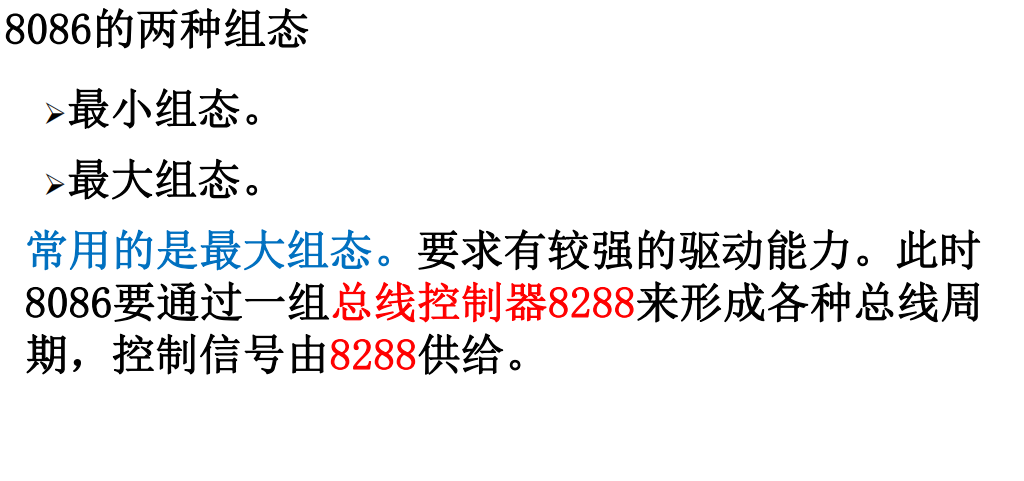 8086的两种组态
➢最小组态。
➢最大组态。
常用的是最大组态。要求有较强的驱动能力。此时
8086要通过一组总线控制器8288来形成各种总线周
期，控制信号由8288供给。